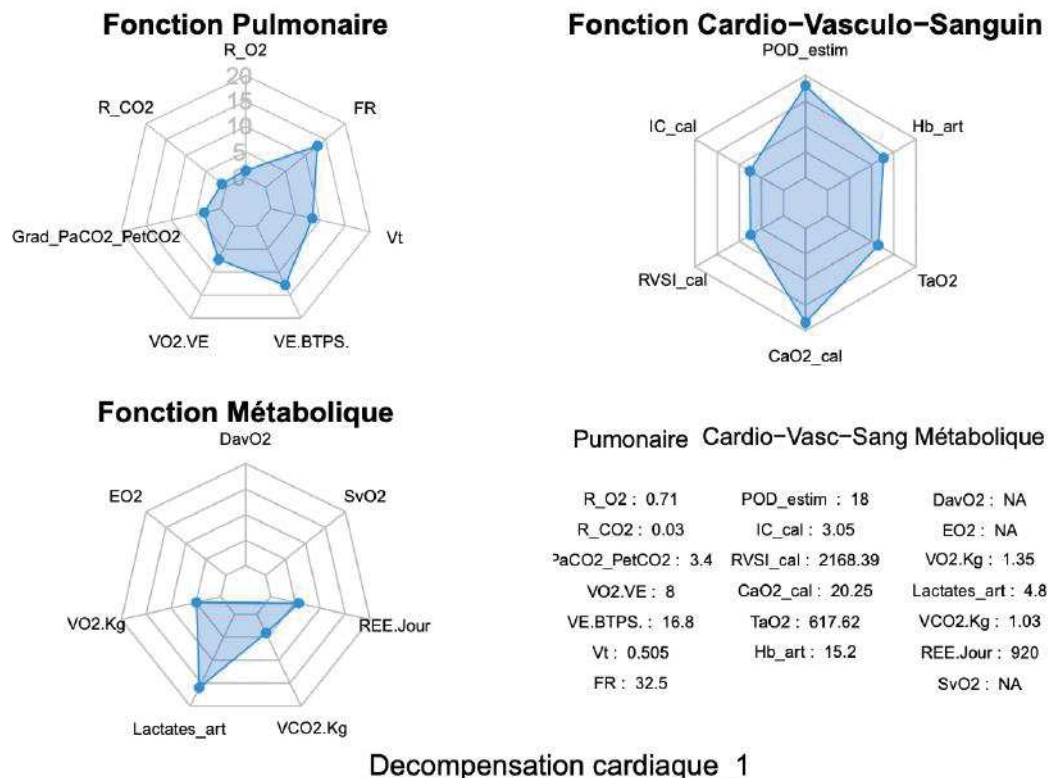 Fonction Pulmonaire
R_O2
20
15
10
5
0
FR
R_CO2
Grad_PaCO2_PetCO2
Vt
VO2.VE
VE.BTPS.
Fonction Cardio-Vasculo-Sanguin
POD_estim
IC_cal
Hb_art
RVSI_cal
TaO2
CaO2_cal
Fonction Métabolique
DavO2
EO2
SvO2
VO2.Kg
REE.Jour
Lactates_art
VCO2.Kg
Pumonaire Cardio-Vasc-Sang Métabolique
R_O2 : 0.71 POD_estim : 18 DavO2 : NA
R_CO2 : 0.03 IC_cal : 3.05 EO2 : NA
PaCO2_PetCO2 : 3.4 RVSI_cal : 2168.39 VO2.Kg : 1.35
VO2.VE : 8 CaO2_cal : 20.25 Lactates_art : 4.8
VE.BTPS. : 16.8 TaO2 : 617.62 VCO2.Kg : 1.03
Vt : 0.505 Hb_art : 15.2 REE.Jour : 920
FR : 32.5 SvO2 : NA
Decompensation cardiaque_1